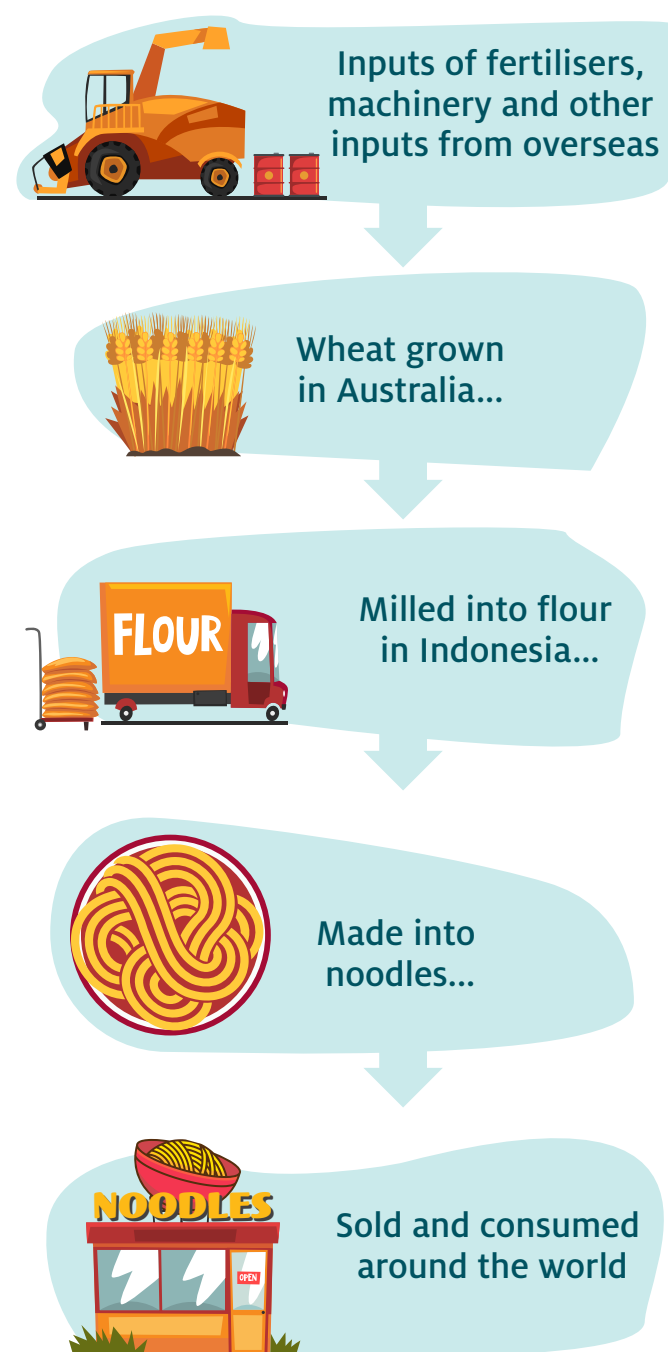 Inputs of fertilisers,
machinery and other
inputs from overseas
Wheat grown
in Australia...
FLOUR
Milled into flour
in Indonesia...
Made into
noodles...
NOODLES
OPEN
Sold and consumed
around the world